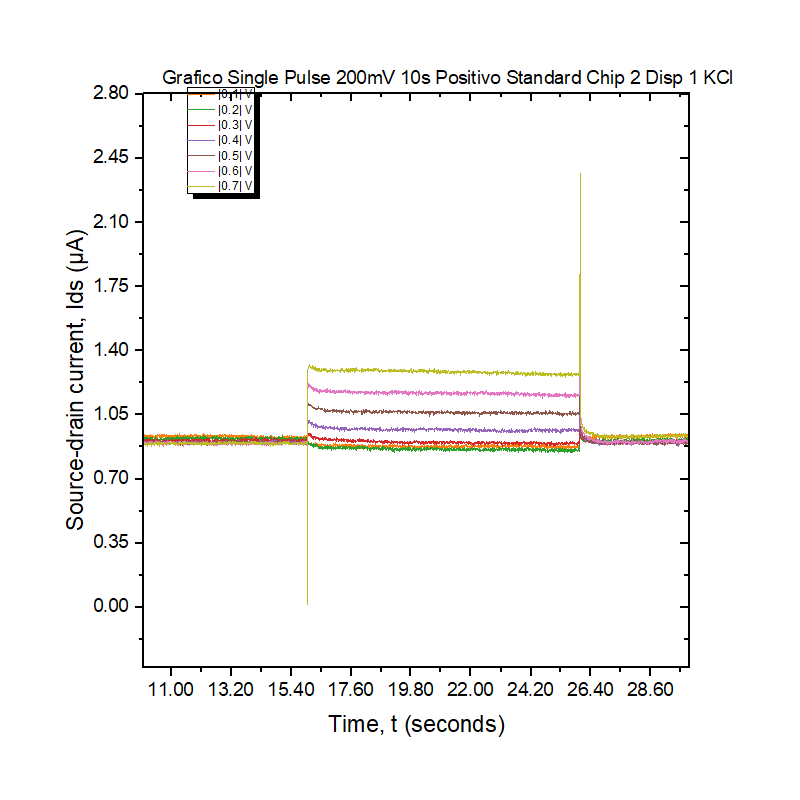 Grafico Single Pulse 200mV 10s Positivo Standard Chip 2 Disp 1 KCl
2.80
|0.1| V
|0.2| V
|0.3| V
|0.4| V
|0.5| V
|0.6| V
|0.7| V
2.45
2.10
1.75
1.40
1.05
0.70
0.35
0.00
Source-drain current, Ids (μA)
11.00 13.20 15.40 17.60 19.80 22.00 24.20 26.40 28.60
Time, t (seconds)